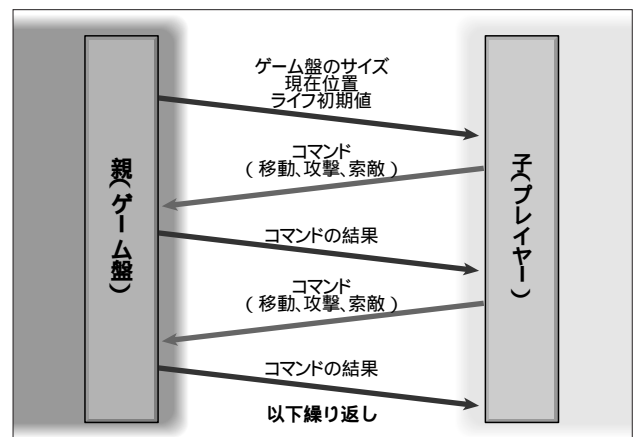 ゲーム盤のサイズ
現在位置
ライフ初期値
コマンド
(移動、攻撃、索敵)
親(ゲーム盤)
子(プレイヤー)
コマンドの結果
コマンド
(移動、攻撃、索敵)
コマンドの結果
以下繰り返し